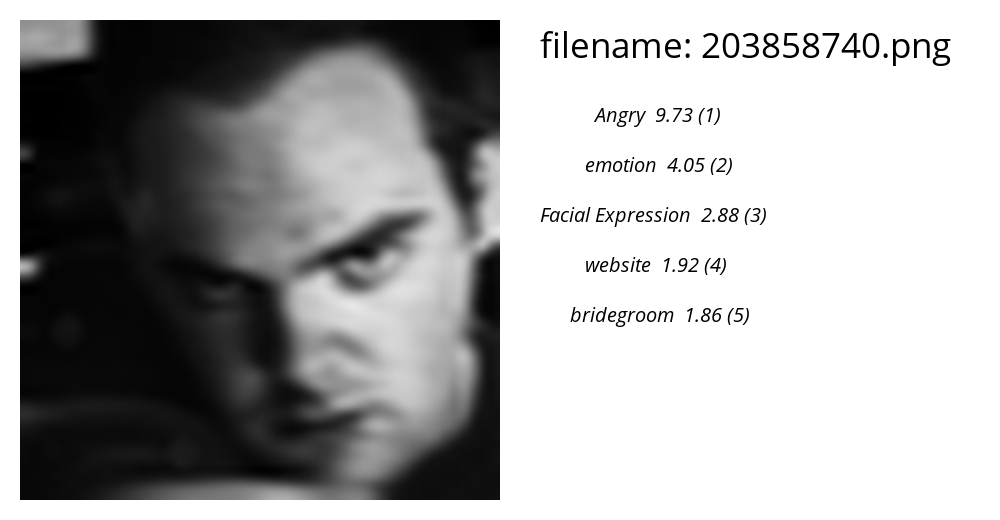 filename: 203858740.png
Angry 9.73 (1)
emotion 4.05 (2)
Facial Expression 2.88 (3)
website 1.92 (4)
bridegroom 1.86 (5)